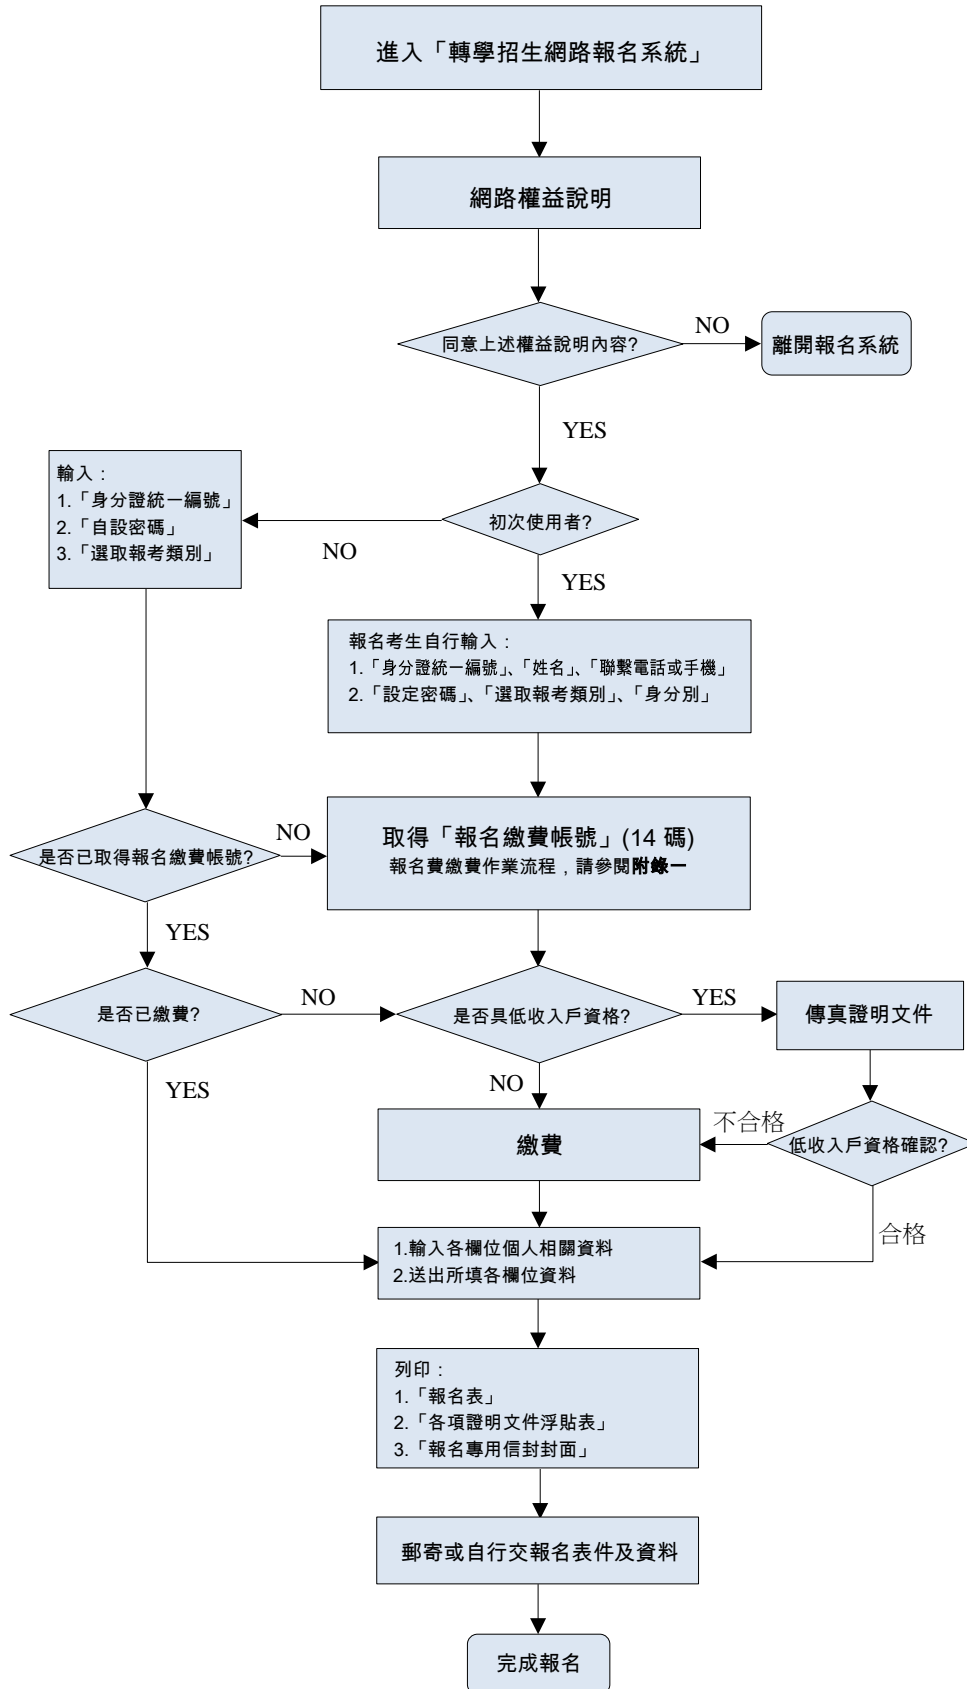 進入「轉學招生網路報名系統」
網路權益說明
同意上述權益說明內容?
NO
離開報名系統
YES
輸入：
1.「身分證統一編號」
2.「自設密碼」
3.「選取報考類別」
初次使用者?
NO
YES
報名考生自行輸入：
1.「身分證統一編號」、「姓名」、「聯繫電話或手機」
2.「設定密碼」、「選取報考類別」、「身分別」
是否已取得報名繳費帳號?
NO
取得「報名繳費帳號」(14 碼)
報名費繳費作業流程，請參閱附錄一
YES
是否已繳費?
NO
是否具低收入戶資格?
YES
傳真證明文件
YES
NO
繳費
不合格
低收入戶資格確認?
合格
1.輸入各欄位個人相關資料
2.送出所填各欄位資料
列印：
1.「報名表」
2.「各項證明文件浮貼表」
3.「報名專用信封封面」
郵寄或自行交報名表件及資料
完成報名